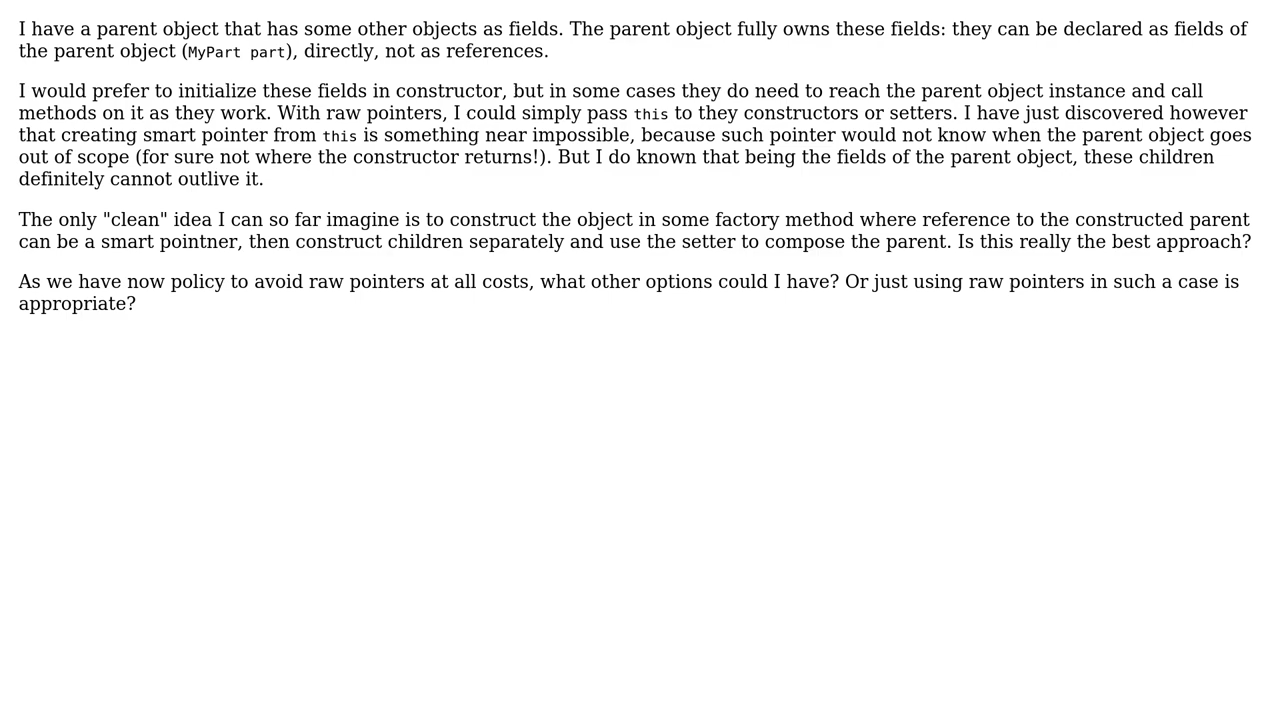 I have a parent object that has some other objects as fields. The parent object fully owns these fields: they can be declared as fields of
the parent object (MyPart part), directly, not as references.
I would prefer to initialize these fields in constructor, but in some cases they do need to reach the parent object instance and call
methods on it as they work. With raw pointers, I could simply pass this to they constructors or setters. I have just discovered however
that creating smart pointer from this is something near impossible, because such pointer would not know when the parent object goes
out of scope (for sure not where the constructor returns!). But I do known that being the fields of the parent object, these children
definitely cannot outlive it.
The only "clean" idea I can so far imagine is to construct the object in some factory method where reference to the constructed parent
can be a smart pointner, then construct children separately and use the setter to compose the parent. Is this really the best approach?
As we have now policy to avoid raw pointers at all costs, what other options could I have? Or just using raw pointers in such a case is
appropriate?